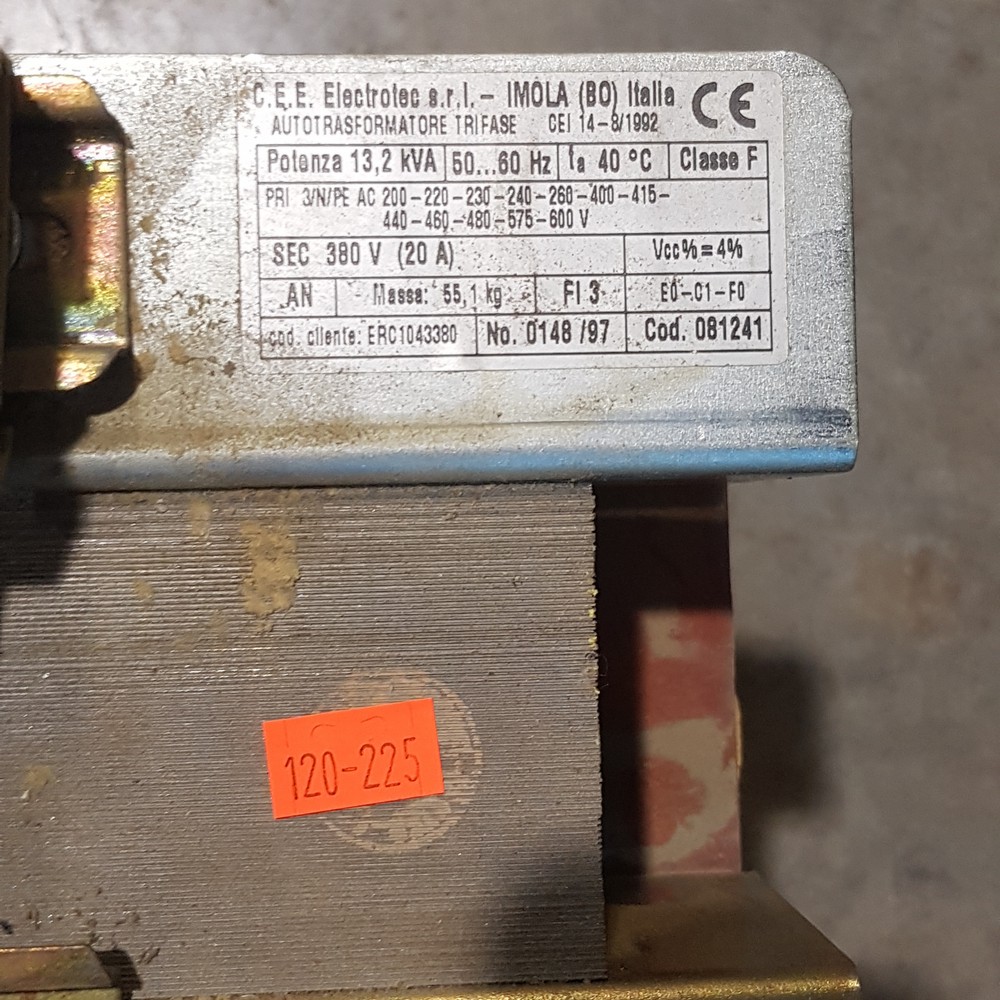 C.E.E. Electrotec s.r.l. – IMOLA (BO) Italia
AUTOTRASFORMATORE TRIFASE CEI 14-8/1992 CE
Potenza 13,2 kVA 50...60 Hz ta 40 °C Classe F
PRI 3/N/PE AC 200-220-230-240-260-400-415-
440-460-480-575-600 V
SEC 380 V (20 A) Vcc%=4%
AN Massa: 55,1 kg FI 3 E0-C1-F0
cod. cliente: ERC1043380 No. 0148/97 Cod. 081241
120-225